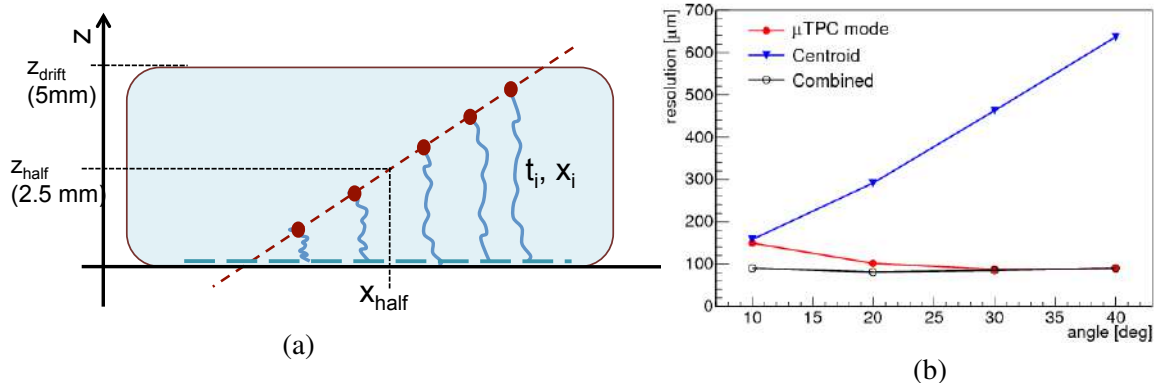 z
z_drift
(5mm)
z_half
(2.5 mm)
t_i, x_i
x_half
(a)
resolution [μm]
700
600
500
400
300
200
100
0
μTPC mode
Centroid
Combined
10 15 20 25 30 35 40
angle [deg]
(b)